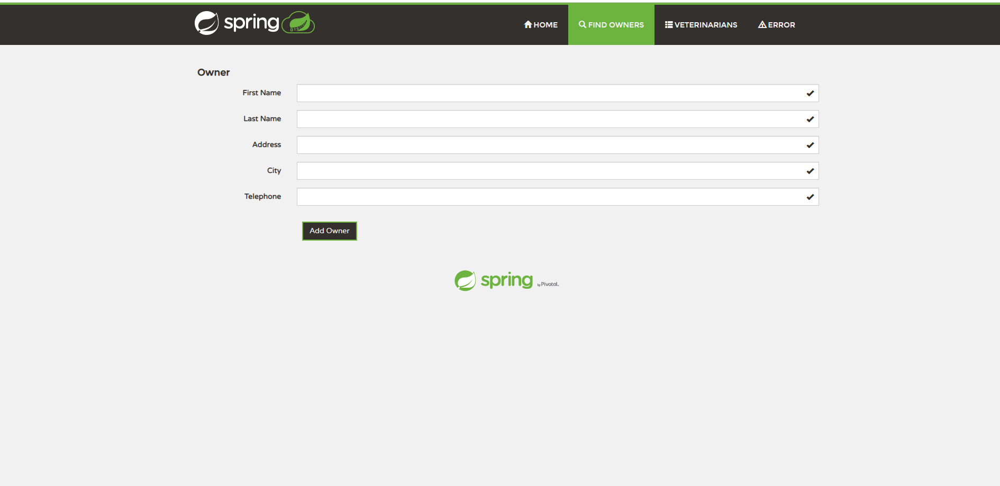 spring
HOME
FIND OWNERS
VETERINARIANS
ERROR
Owner
First Name
Last Name
Address
City
Telephone
Add Owner
spring by Pivotal